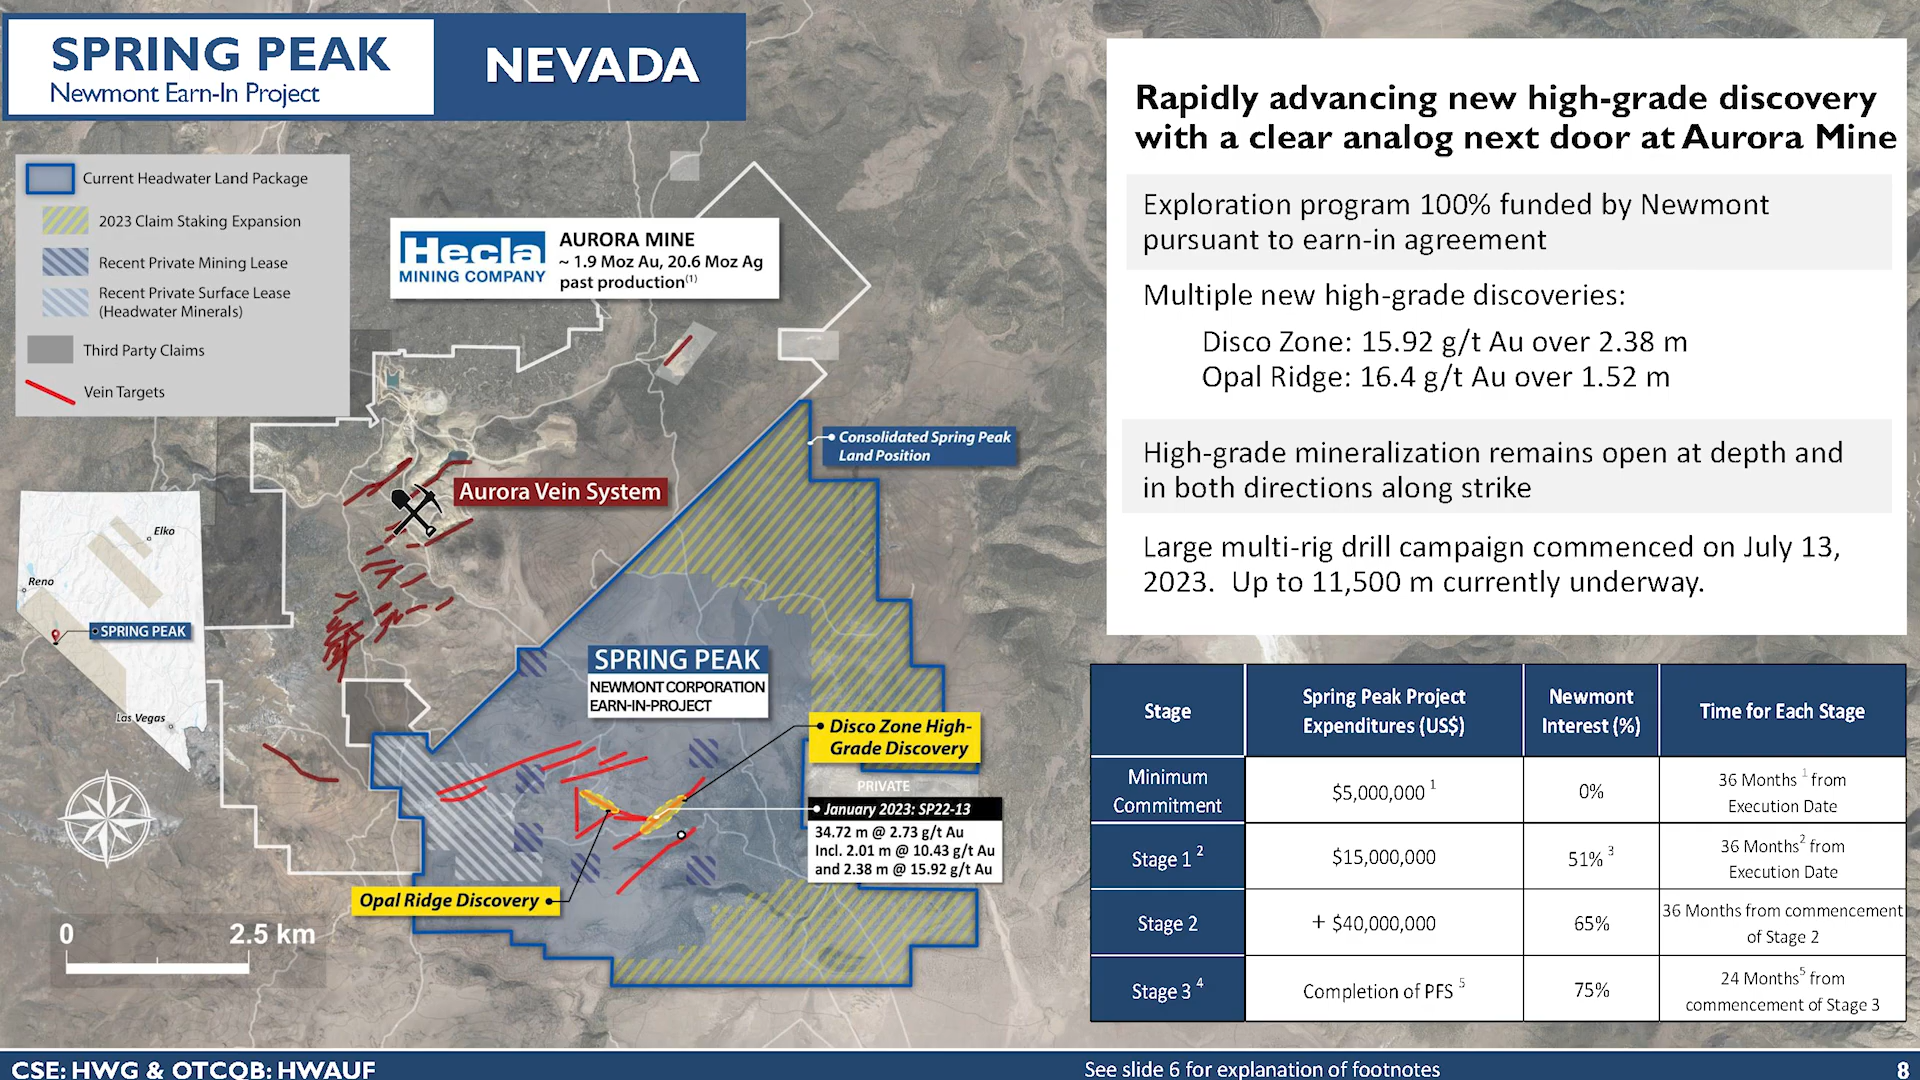 SPRING PEAK
Newmont Earn-In Project
NEVADA
Current Headwater Land Package
2023 Claim Staking Expansion
Recent Private Mining Lease
Recent Private Surface Lease
(Headwater Minerals)
Third Party Claims
Vein Targets
Hecla
MINING COMPANY
AURORA MINE
~ 1.9 Moz Au, 20.6 Moz Ag
past production(1)
Consolidated Spring Peak
Land Position
Aurora Vein System
Elko
Reno
SPRING PEAK
Las Vegas
SPRING PEAK
NEWMONT CORPORATION
EARN-IN-PROJECT
Disco Zone High-
Grade Discovery
PRIVATE
January 2023: SP22-13
34.72 m @ 2.73 g/t Au
Incl. 2.01 m @ 10.43 g/t Au
and 2.38 m @ 15.92 g/t Au
Opal Ridge Discovery
0 2.5 km
Rapidly advancing new high-grade discovery
with a clear analog next door at Aurora Mine
Exploration program 100% funded by Newmont
pursuant to earn-in agreement
Multiple new high-grade discoveries:
Disco Zone: 15.92 g/t Au over 2.38 m
Opal Ridge: 16.4 g/t Au over 1.52 m
High-grade mineralization remains open at depth and
in both directions along strike
Large multi-rig drill campaign commenced on July 13,
2023. Up to 11,500 m currently underway.
Stage
Spring Peak Project
Expenditures (US$)
Newmont
Interest (%)
Time for Each Stage
Minimum
Commitment
$5,000,000 1
0%
36 Months 1 from
Execution Date
Stage 1 2
$15,000,000
51% 3
36 Months2 from
Execution Date
Stage 2
+ $40,000,000
65%
36 Months from commencement
of Stage 2
Stage 3 4
Completion of PFS 5
75%
24 Months5 from
commencement of Stage 3
CSE: HWG & OTCQB: HWAUF
See slide 6 for explanation of footnotes
8